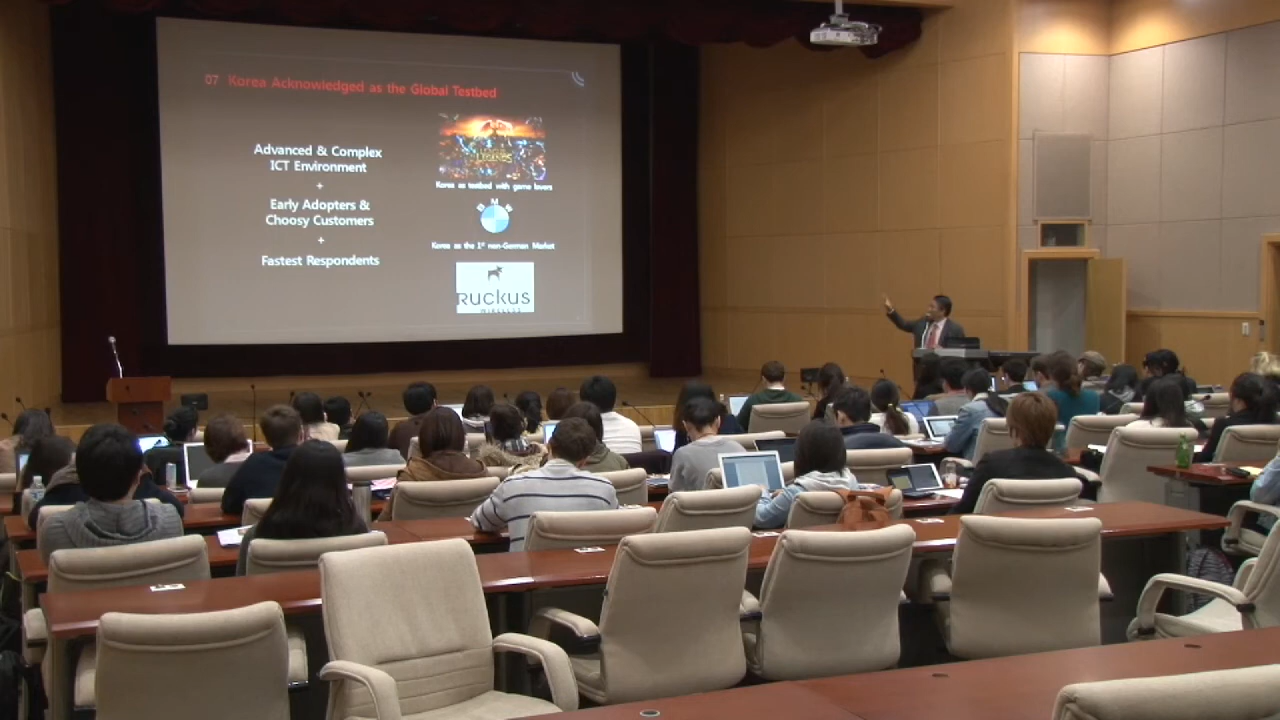 07 Korea Acknowledged as the Global Testbed
Advanced & Complex
ICT Environment
+
Early Adopters &
Choosy Customers
+
Fastest Respondents
Korea as testbed with game lovers
BMW
Korea as the 1st non-German Market
RUCKUS